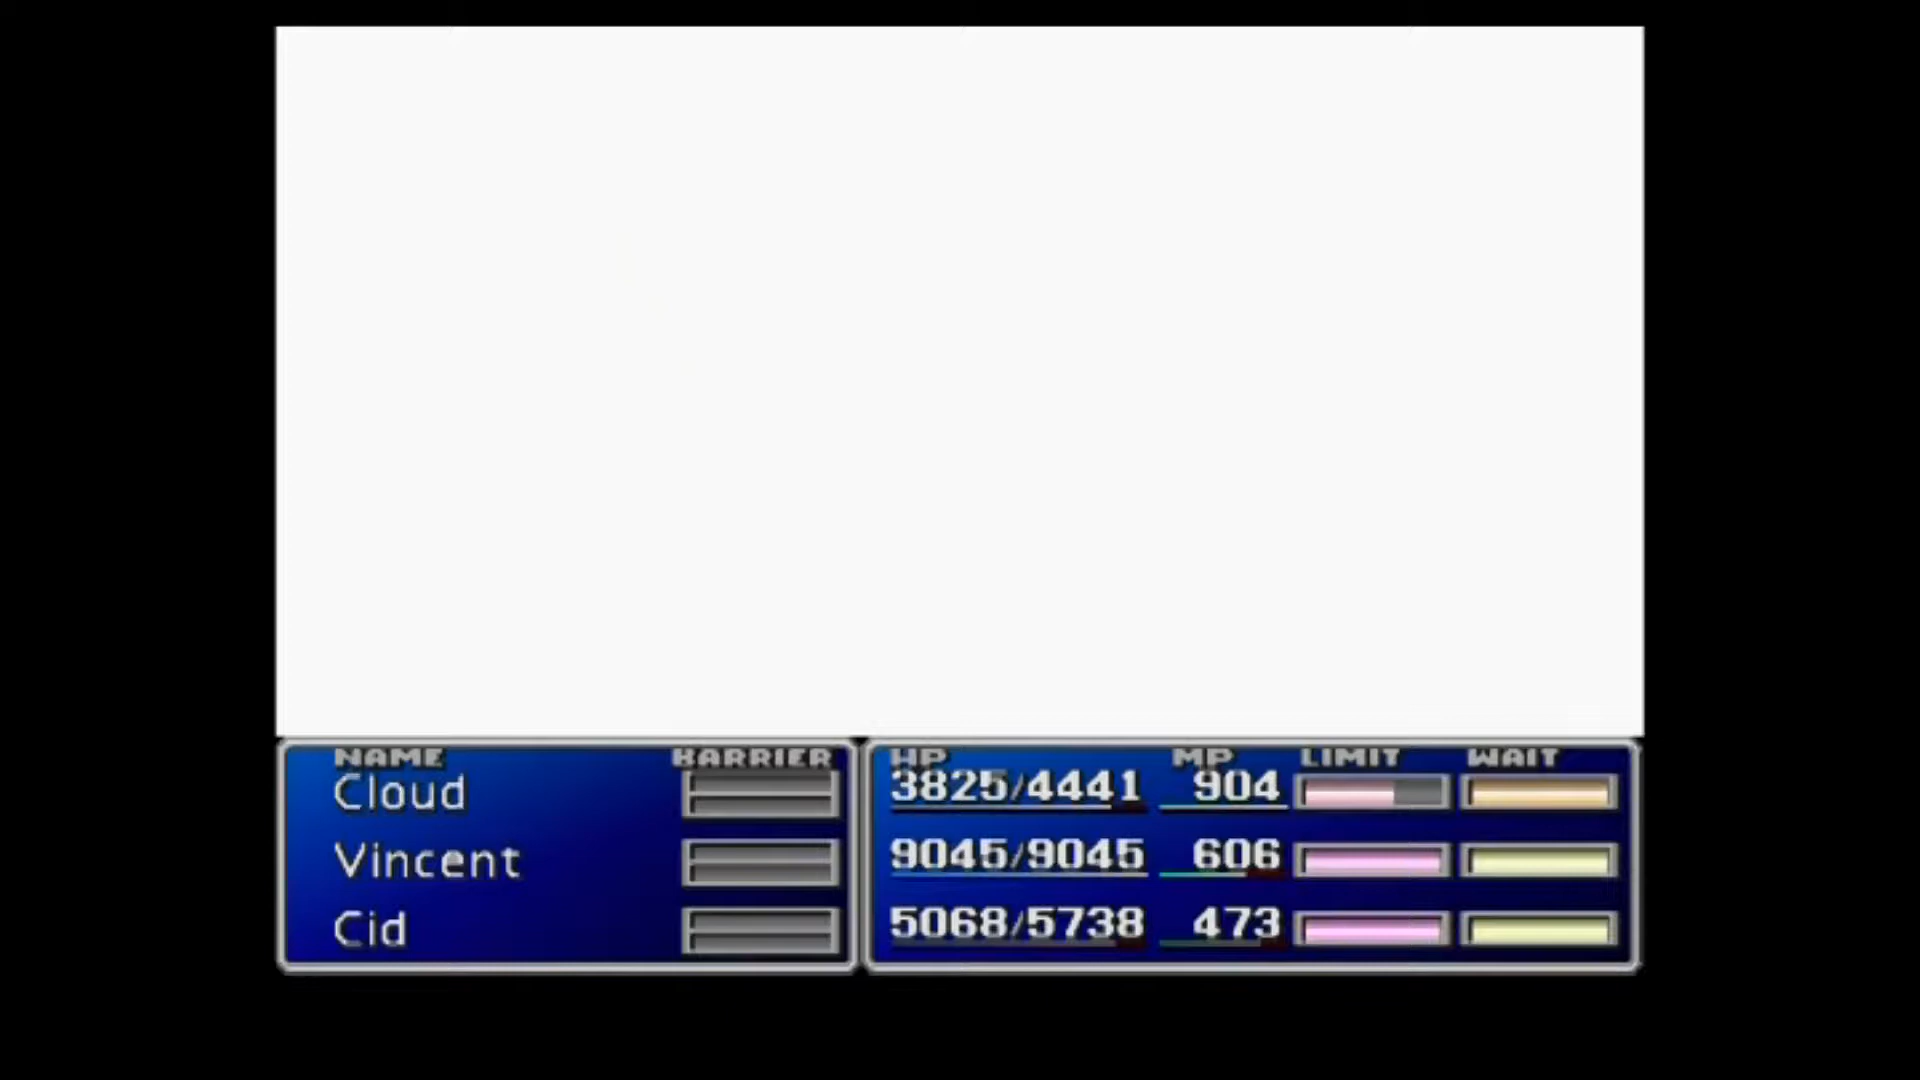 NAME BARRIER HP MP LIMIT WAIT
Cloud 3825/4441 904
Vincent 9045/9045 606
Cid 5068/5738 473